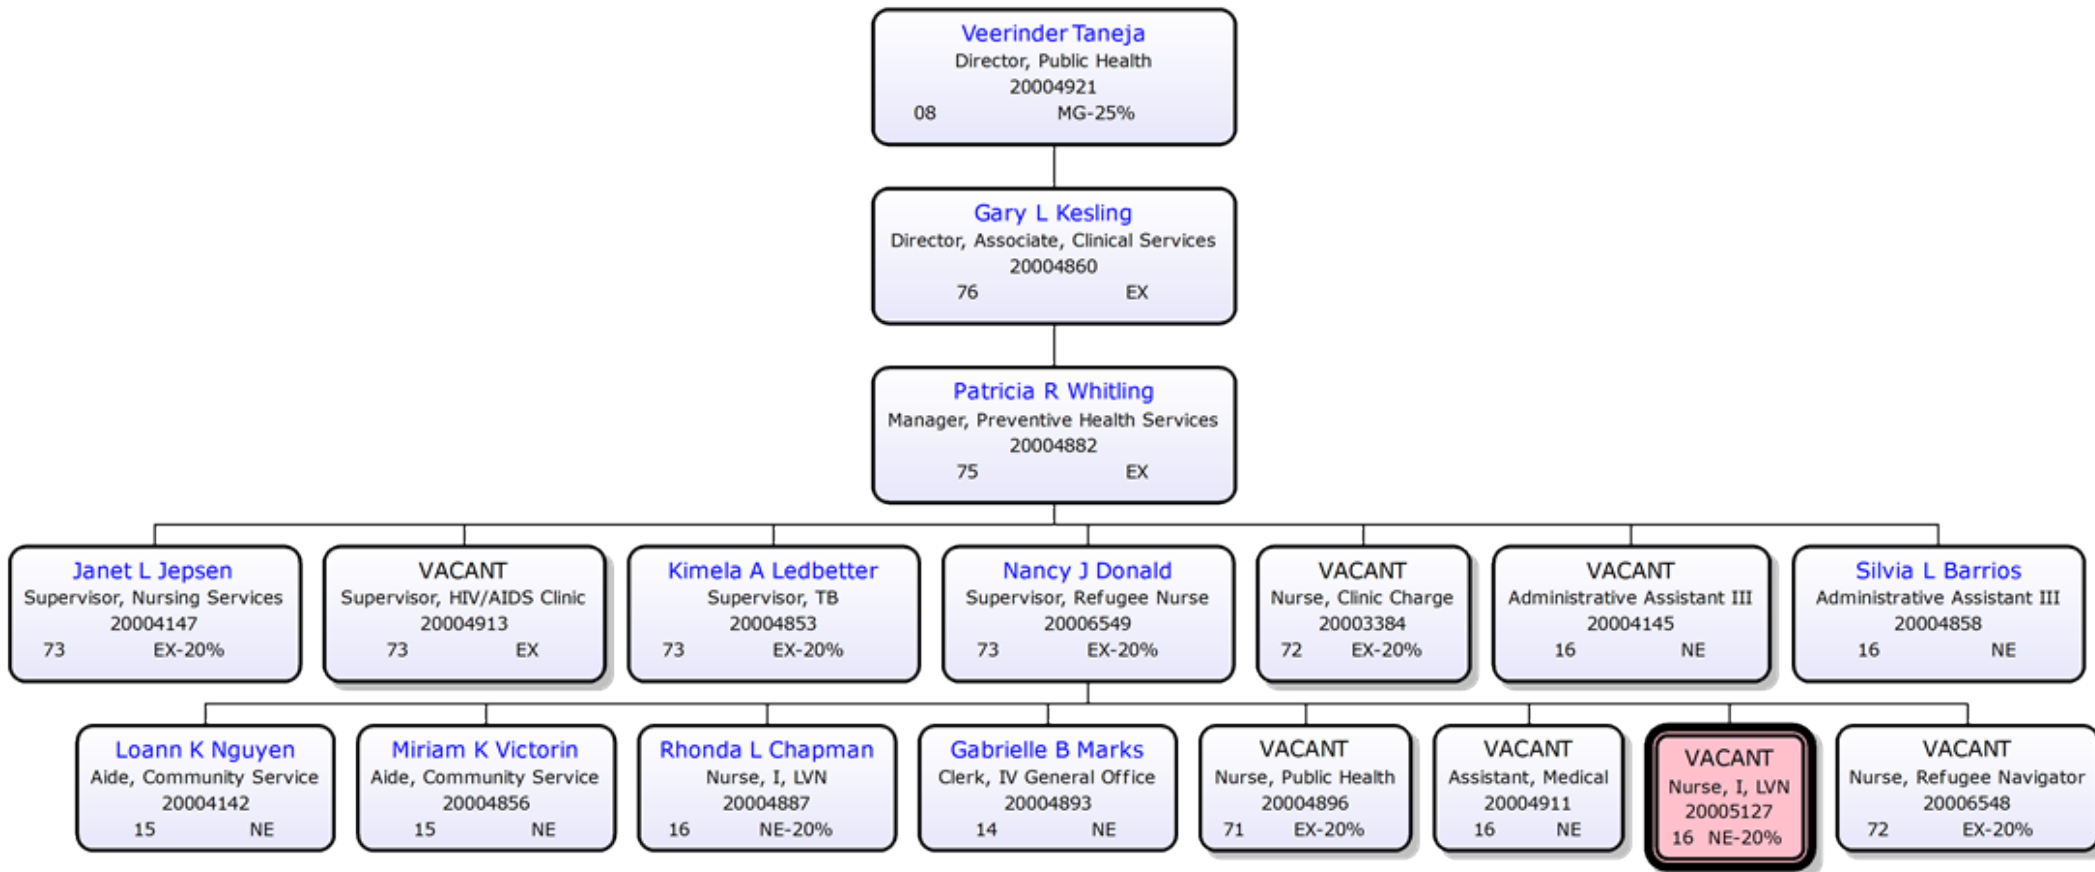 Veerinder Taneja
Director, Public Health
20004921
08 MG-25%
Gary L Kesling
Director, Associate, Clinical Services
20004860
76 EX
Patricia R Whitling
Manager, Preventive Health Services
20004882
75 EX
Janet L Jepsen
Supervisor, Nursing Services
20004147
73 EX-20%
VACANT
Supervisor, HIV/AIDS Clinic
20004913
73 EX
Kimela A Ledbetter
Supervisor, TB
20004853
73 EX-20%
Nancy J Donald
Supervisor, Refugee Nurse
20006549
73 EX-20%
VACANT
Nurse, Clinic Charge
20003384
72 EX-20%
VACANT
Administrative Assistant III
20004145
16 NE
Silvia L Barrios
Administrative Assistant III
20004858
16 NE
Loann K Nguyen
Aide, Community Service
20004142
15 NE
Miriam K Victorin
Aide, Community Service
20004856
15 NE
Rhonda L Chapman
Nurse, I, LVN
20004887
16 NE-20%
Gabrielle B Marks
Clerk, IV General Office
20004893
14 NE
VACANT
Nurse, Public Health
20004896
71 EX-20%
VACANT
Assistant, Medical
20004911
16 NE
VACANT
Nurse, I, LVN
20005127
16 NE-20%
VACANT
Nurse, Refugee Navigator
20006548
72 EX-20%